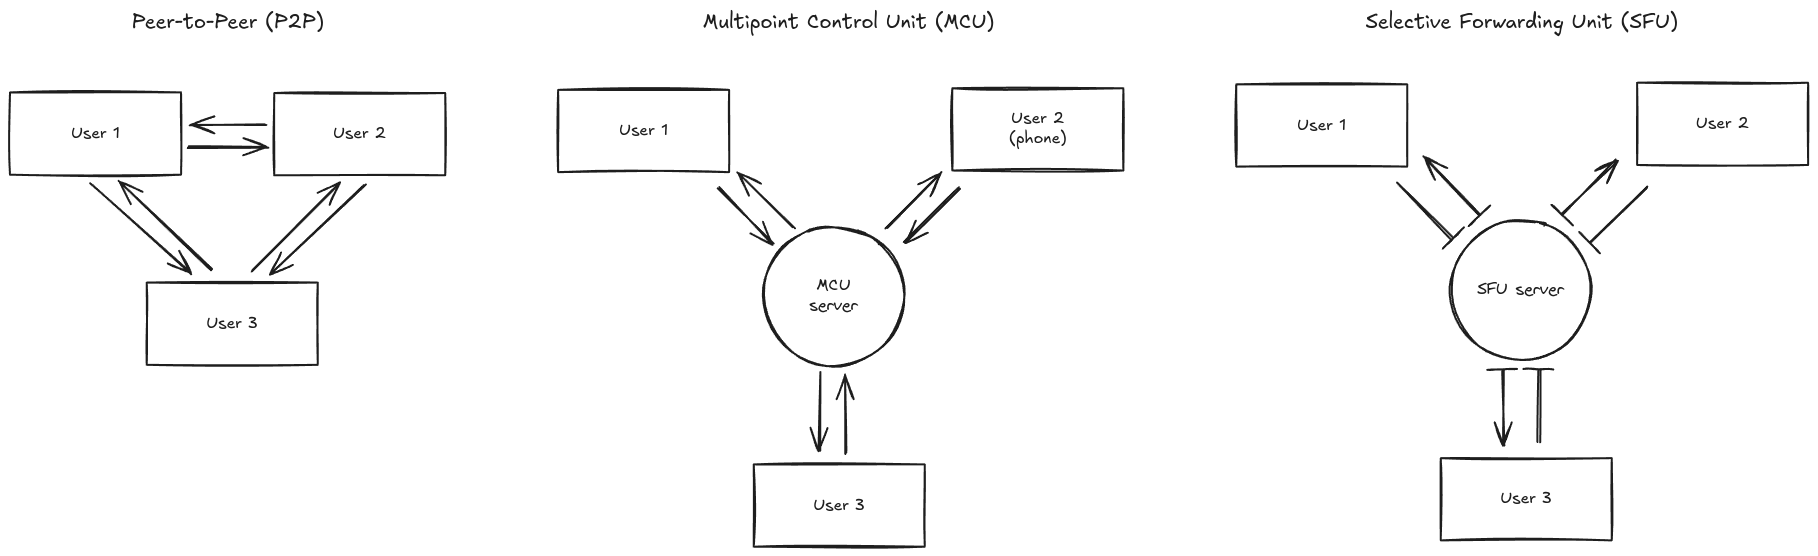 Peer-to-Peer (P2P)
User 1
User 2
User 3
Multipoint Control Unit (MCU)
User 1
User 2
(phone)
MCU
server
User 3
Selective Forwarding Unit (SFU)
User 1
User 2
SFU server
User 3